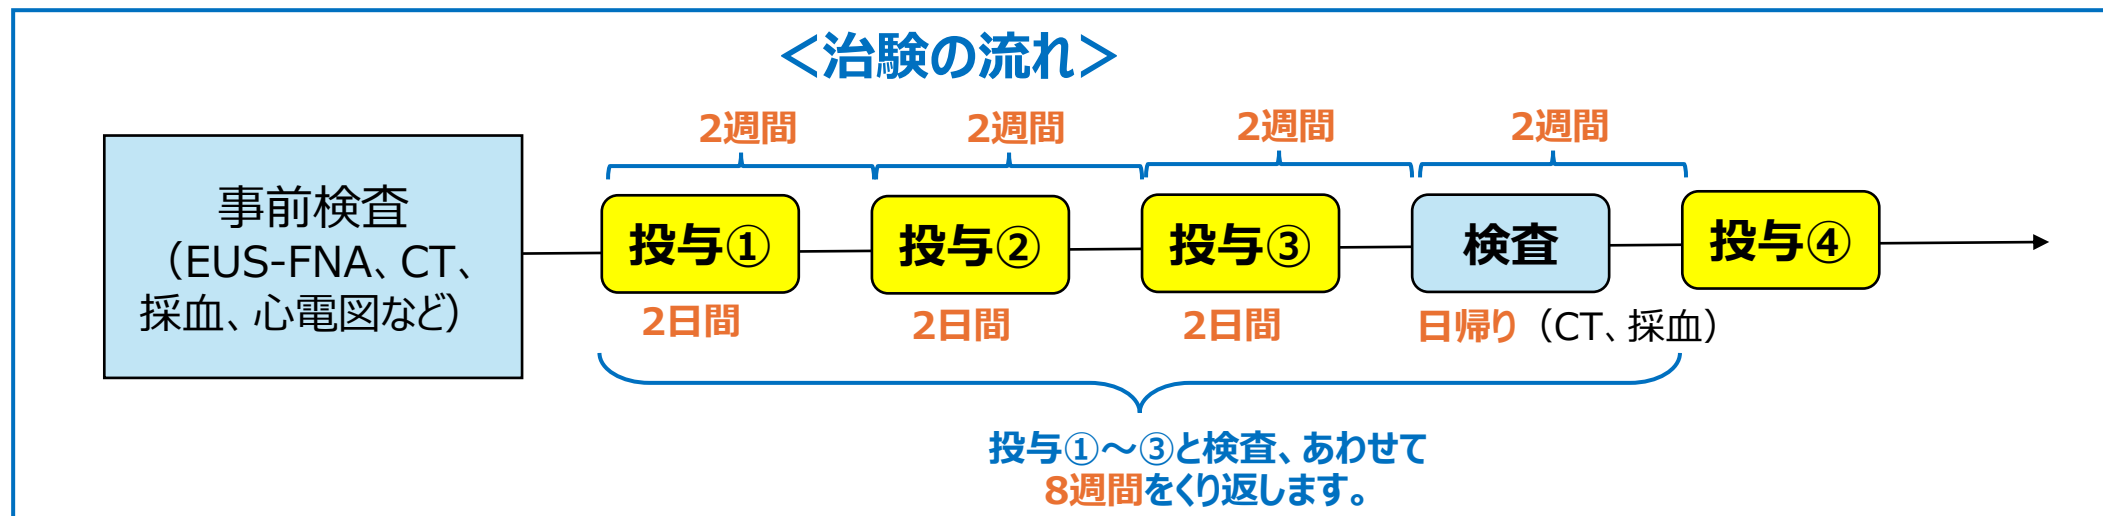 ＜治験の流れ＞
2週間 2週間 2週間 2週間
事前検査
（EUS-FNA、CT、
採血、心電図など）
投与① 投与② 投与③ 検査 投与④
2日間 2日間 2日間 日帰り（CT、採血）
投与①～③と検査、あわせて
8週間をくり返します。